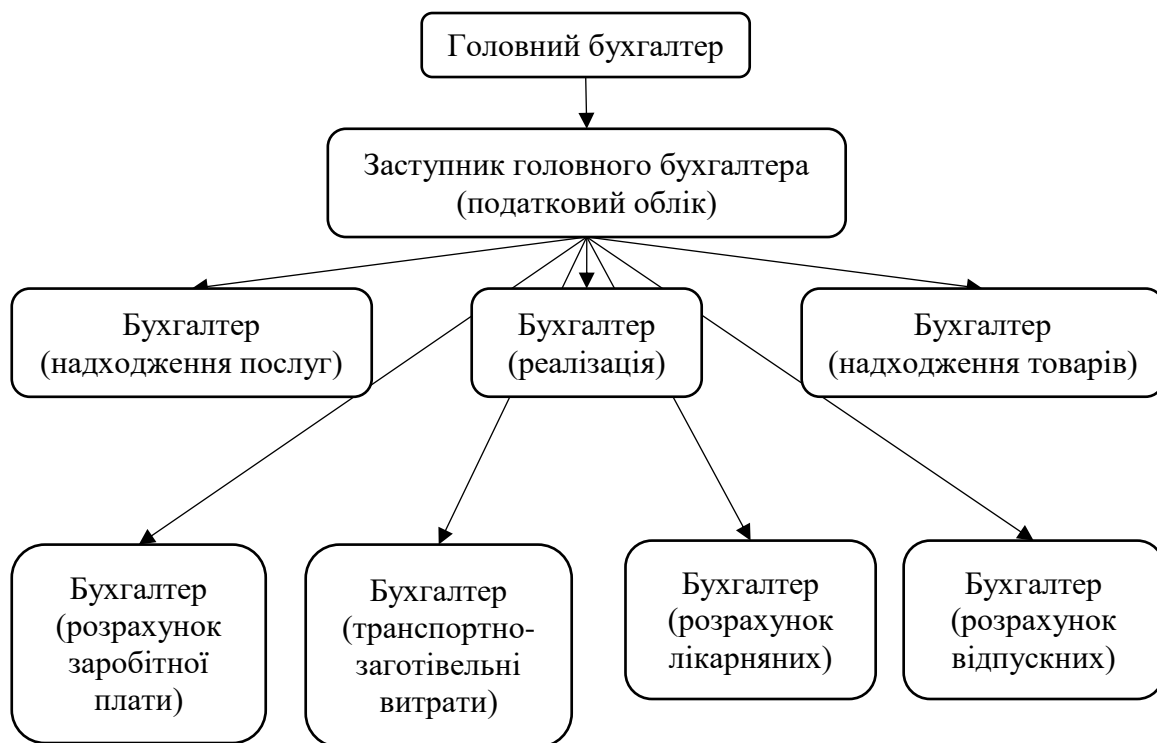 Головний бухгалтер
Заступник головного бухгалтера
(податковий облік)
Бухгалтер
(надходження послуг)
Бухгалтер
(реалізація)
Бухгалтер
(надходження товарів)
Бухгалтер
(розрахунок
заробітної
плати)
Бухгалтер
(транспортно-
заготівельні
витрати)
Бухгалтер
(розрахунок
лікарняних)
Бухгалтер
(розрахунок
відпускних)